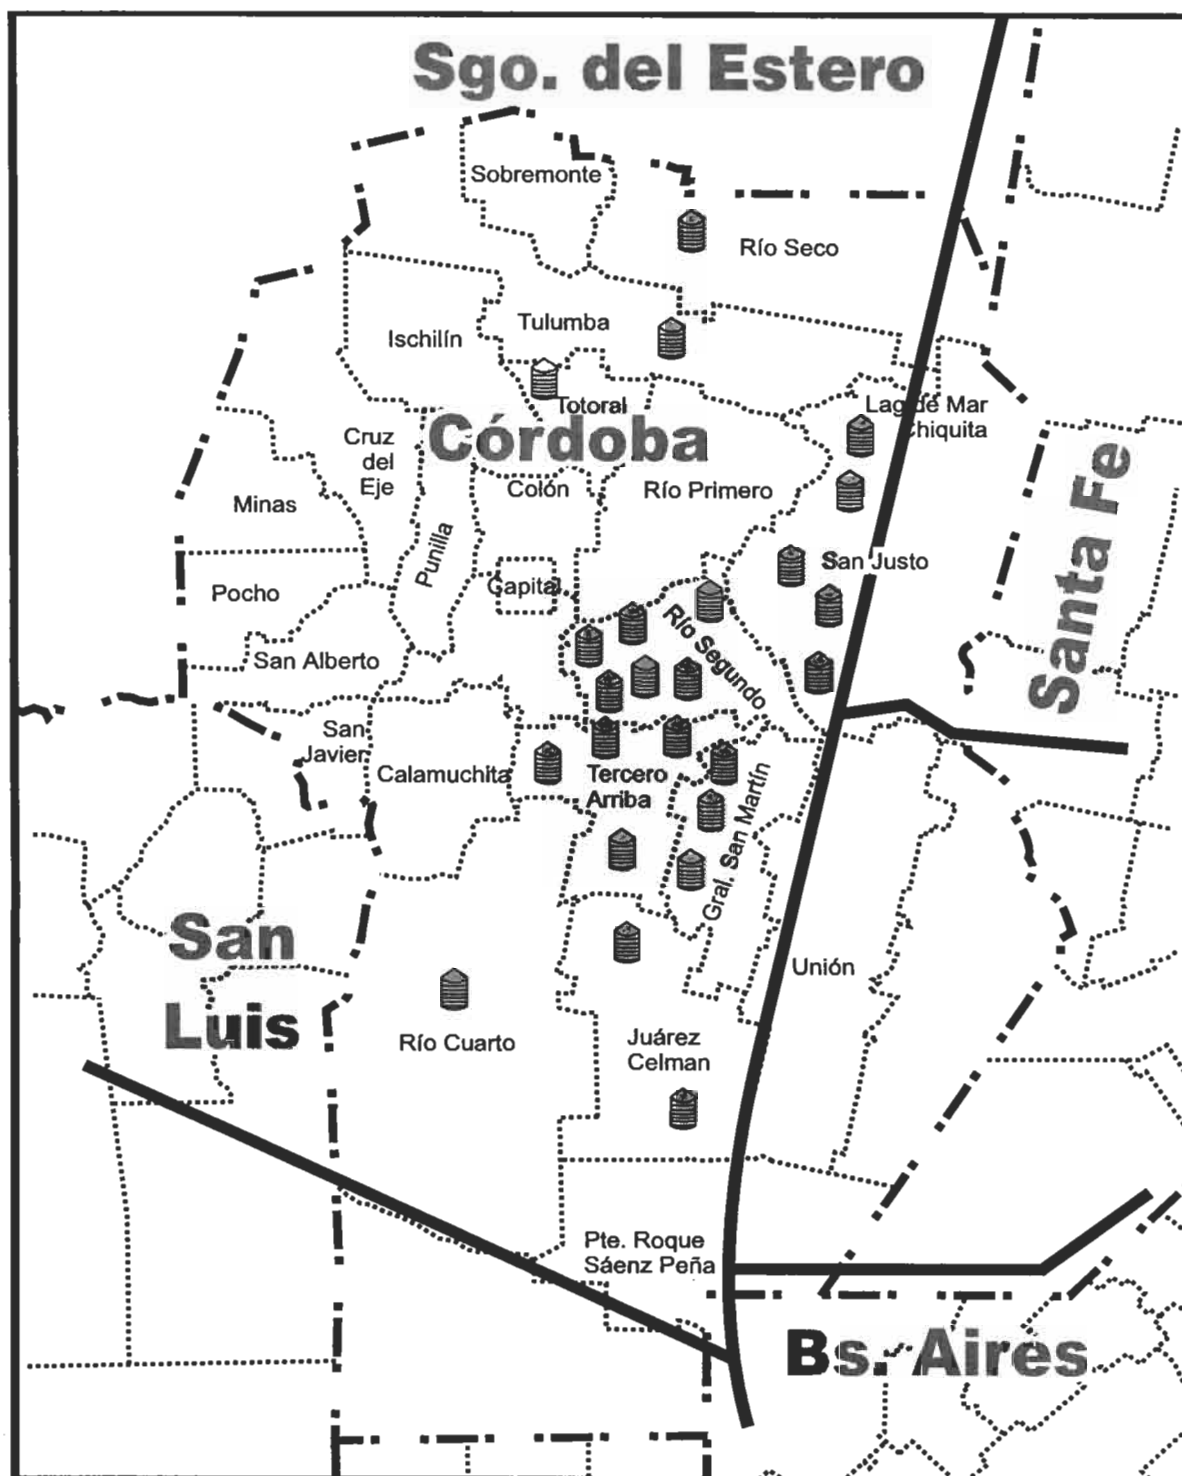 Sgo. del Estero
Sobremonte
Río Seco
Tulumba
Ischilín
Totoral
Lag de Mar
Chiquita
Córdoba
Cruz
del
Eje
Colón
Río Primero
Minas
Punilla
Santa Fe
San Justo
Pocho
Capital
Río Segundo
San Alberto
San
Javier
Calamuchita
Tercero
Arriba
Gral. San Martín
San
Luis
Unión
Río Cuarto
Juárez
Celman
Pte. Roque
Sáenz Peña
Bs. Aires